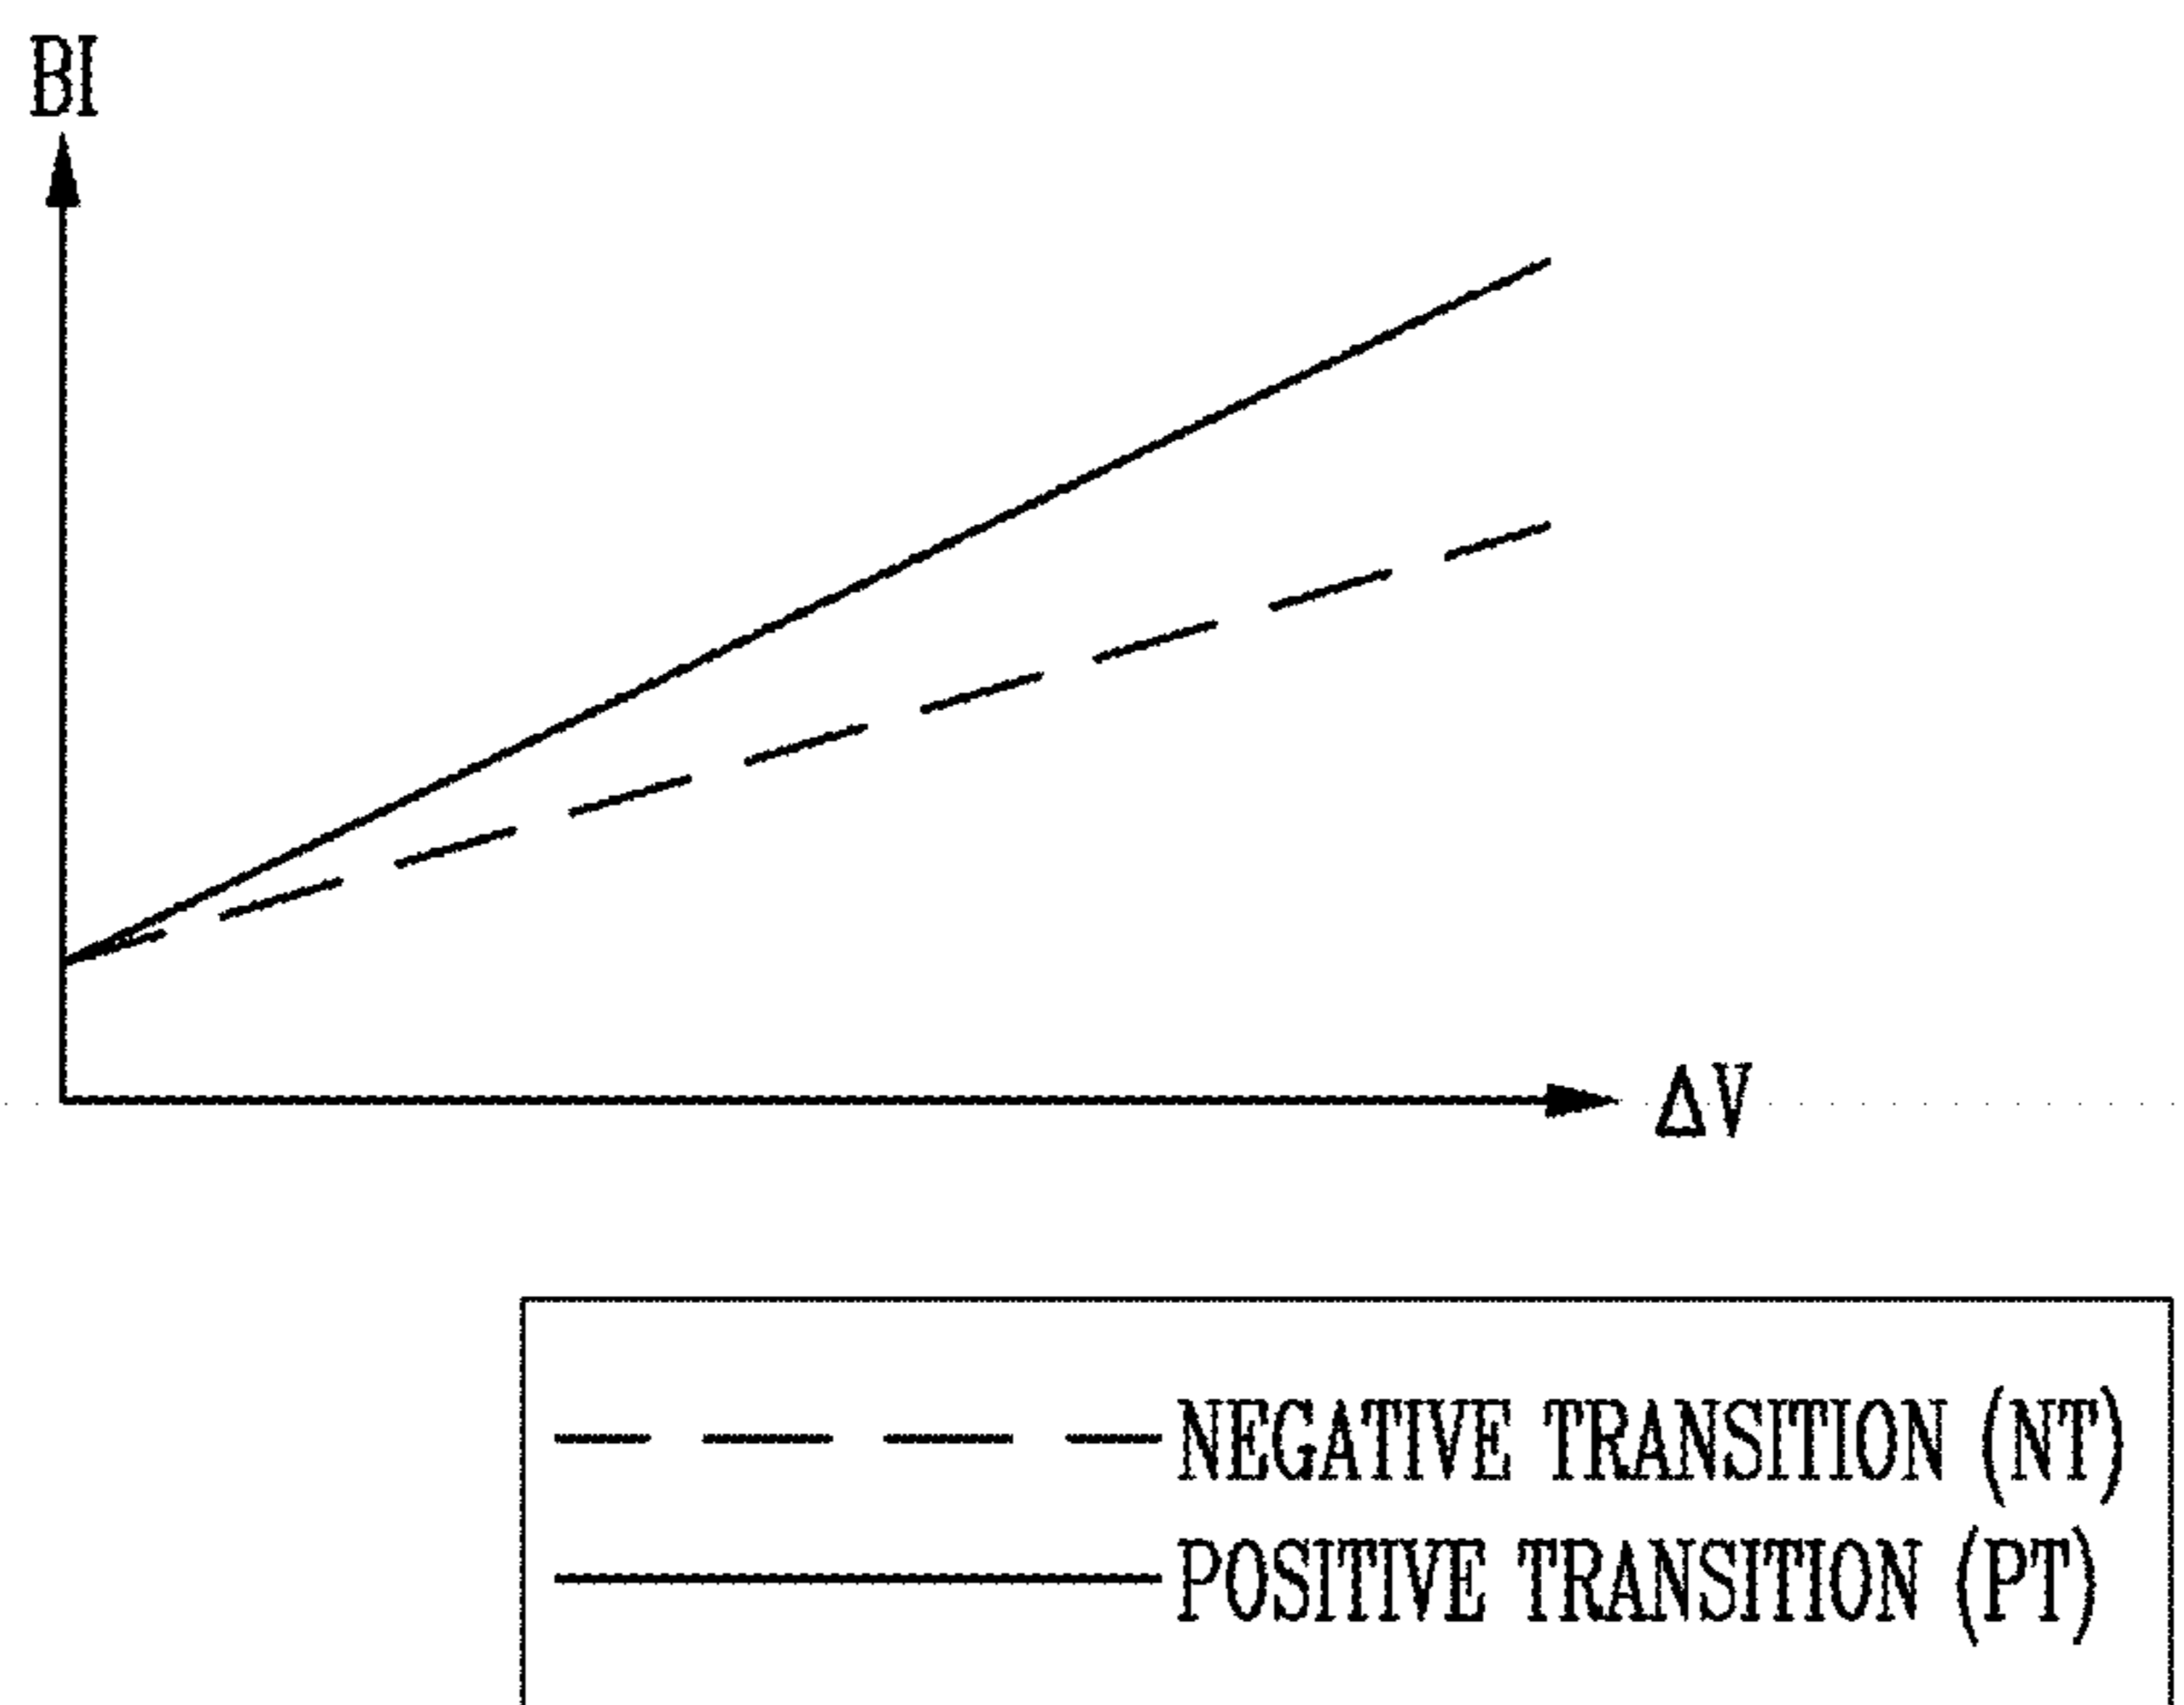 BI
ΔV
NEGATIVE TRANSITION (NT)
POSITIVE TRANSITION (PT)